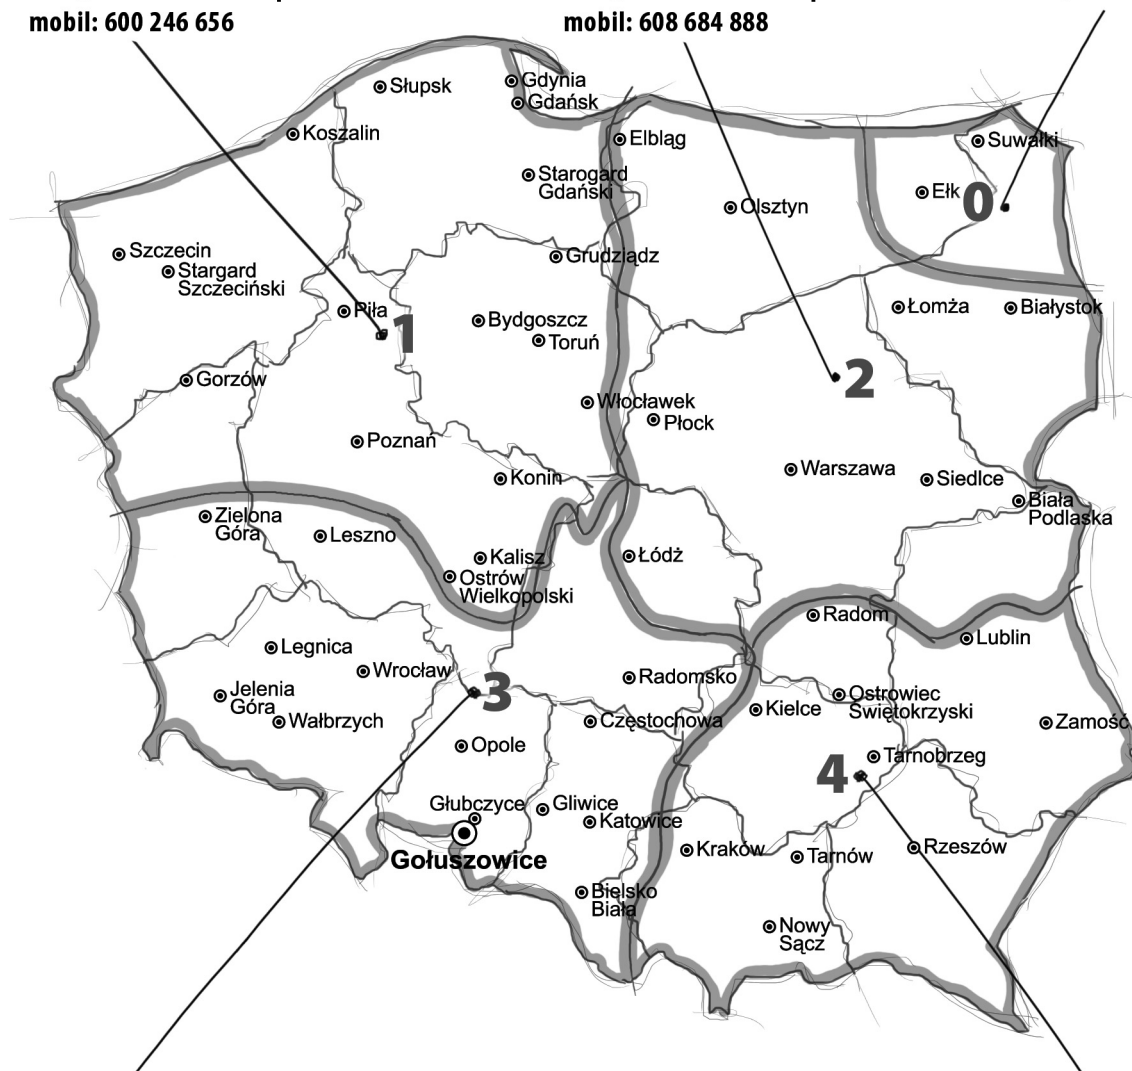 mobil: 600 246 656
mobil: 608 684 888
Słupsk
Gdynia
Gdańsk
Koszalin
Elbląg
Suwałki
Starogard
Gdański
Ełk
0
Olsztyn
Szczecin
Stargard
Szczeciński
Grudziądz
Piła
1
Bydgoszcz
Toruń
Łomża
Białystok
Gorzów
2
Włocławek
Płock
Poznań
Konin
Warszawa
Siedlce
Biała
Podlaska
Zielona
Góra
Leszno
Kalisz
Ostrów
Wielkopolski
Łódż
Radom
Lublin
Legnica
Wrocław
Radomsko
Jelenia
Góra
Wałbrzych
3
Ostrowiec
Świętokrzyski
Kielce
Częstochowa
Zamość
Opole
Tarnobrzeg
4
Głubczyce
Gliwice
Katowice
Gołuszowice
Kraków
Tarnów
Rzeszów
Bielsko
Biała
Nowy
Sącz